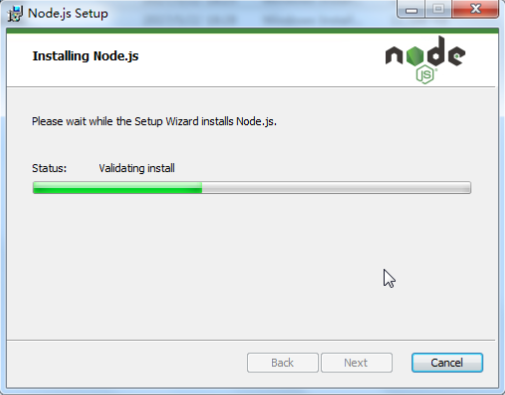 Node.js Setup
Installing Node.js
node
JS
Please wait while the Setup Wizard installs Node.js.
Status: Validating install
Back Next Cancel